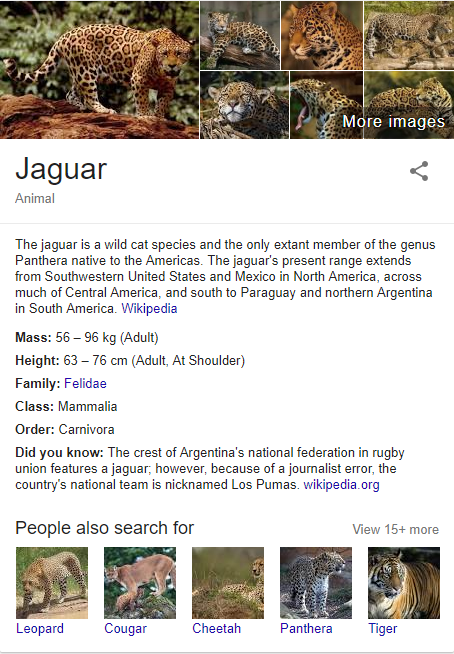 More images
Jaguar
Animal
The jaguar is a wild cat species and the only extant member of the genus
Panthera native to the Americas. The jaguar's present range extends
from Southwestern United States and Mexico in North America, across
much of Central America, and south to Paraguay and northern Argentina
in South America. Wikipedia
Mass: 56 – 96 kg (Adult)
Height: 63 – 76 cm (Adult, At Shoulder)
Family: Felidae
Class: Mammalia
Order: Carnivora
Did you know: The crest of Argentina's national federation in rugby
union features a jaguar; however, because of a journalist error, the
country's national team is nicknamed Los Pumas. wikipedia.org
People also search for
View 15+ more
Leopard
Cougar
Cheetah
Panthera
Tiger